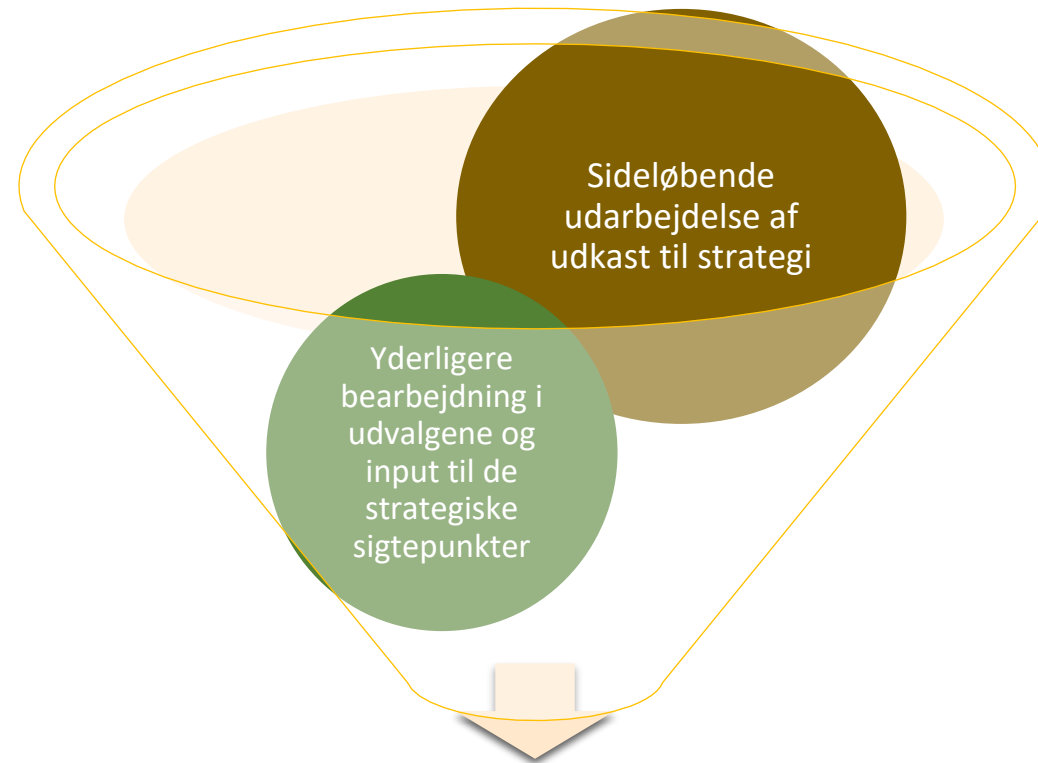 Sideløbende
udarbejdelse af
udkast til strategi
Yderligere
bearbejdning i
udvalgene og
input til de
strategiske
sigtepunkter